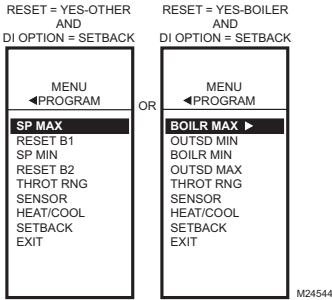 RESET = YES-OTHER
AND
DI OPTION = SETBACK
MENU
◄PROGRAM
SP MAX
RESET B1
SP MIN
RESET B2
THROT RNG
SENSOR
HEAT/COOL
SETBACK
EXIT
OR
RESET = YES-BOILER
AND
DI OPTION = SETBACK
MENU
◄PROGRAM
BOILR MAX ►
OUTSD MIN
BOILR MIN
OUTSD MAX
THROT RNG
SENSOR
HEAT/COOL
SETBACK
EXIT
M24544